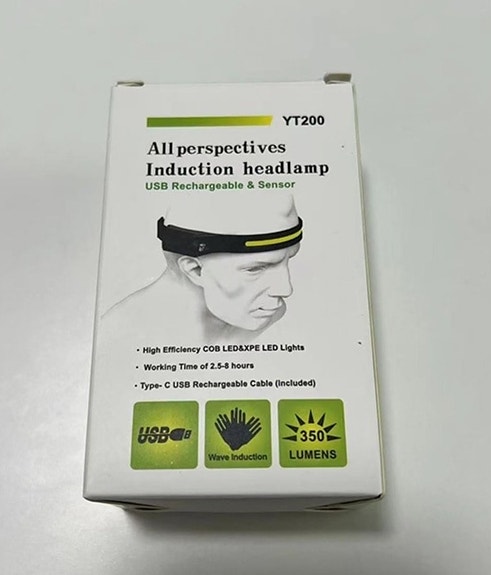 YT200
All perspectives
Induction headlamp
USB Rechargeable & Sensor
· High Efficiency COB LED&XPE LED Lights
· Working Time of 2.5-8 hours
· Type- C USB Rechargeable Cable (included)
USB
Wave Induction
350
LUMENS